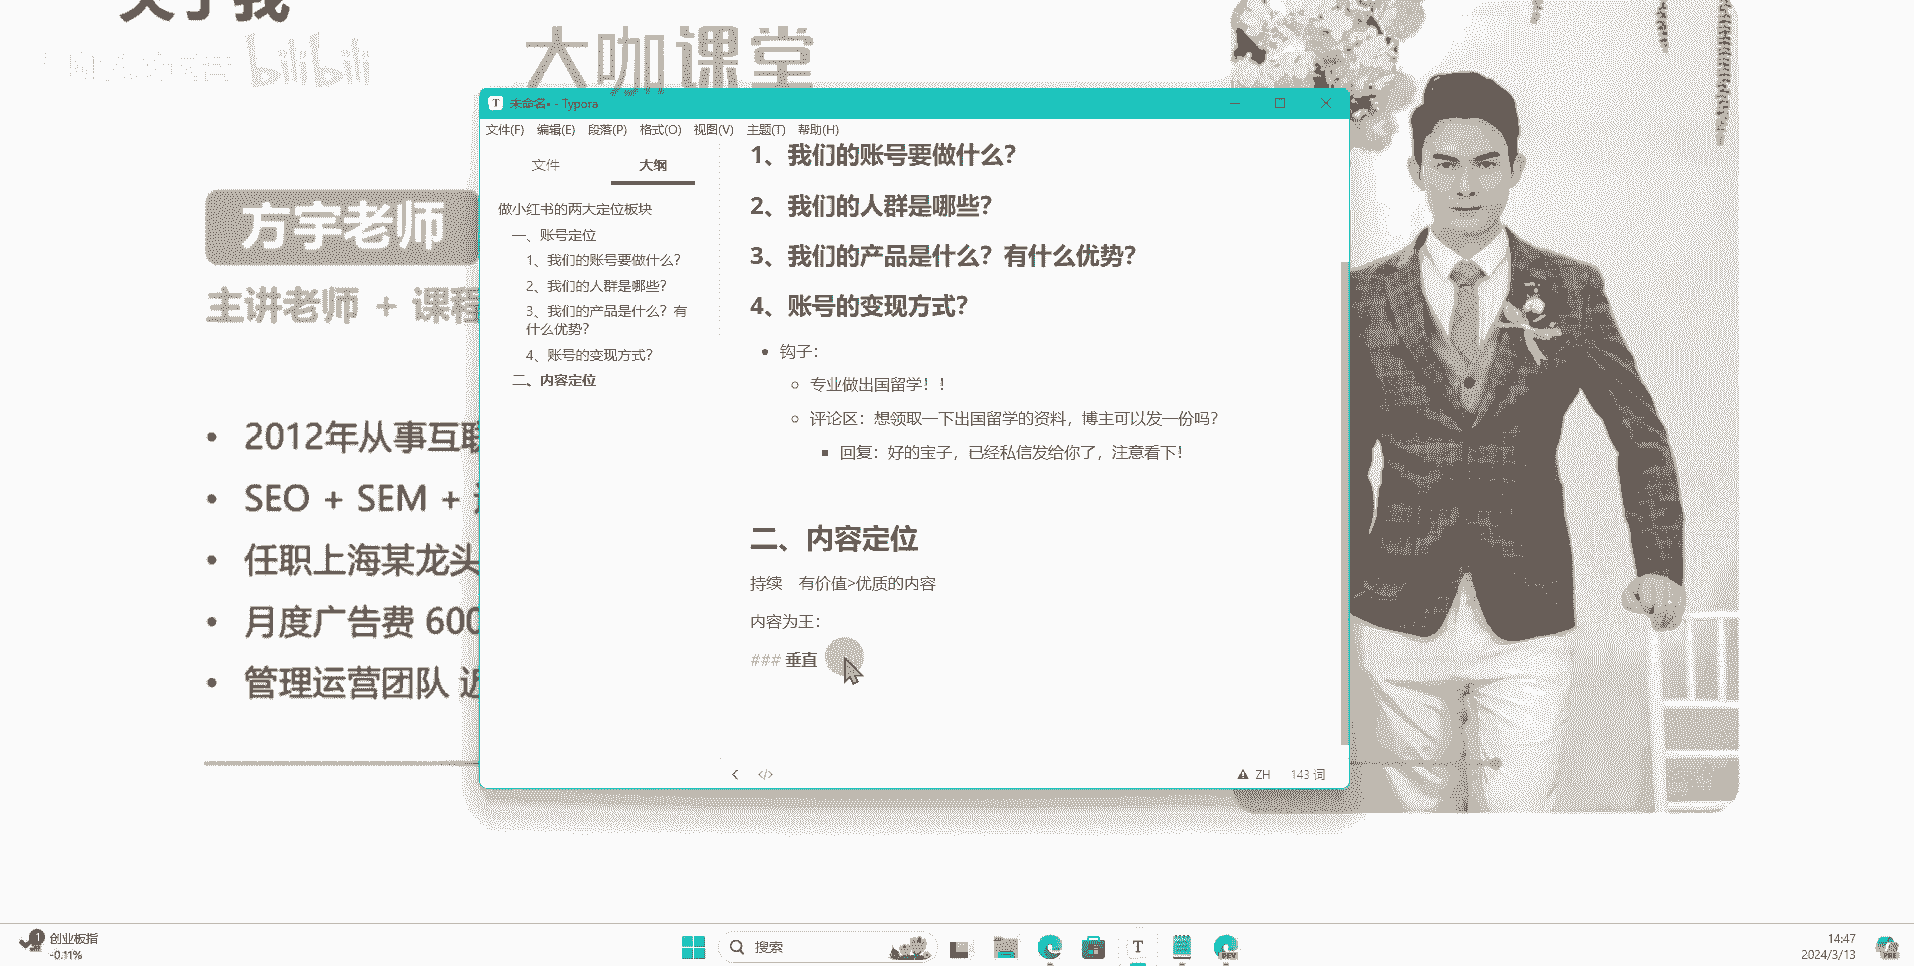 关于我
bilibili
大咖课堂
方宇老师
主讲老师 + 课程
2012年从事互联
SEO + SEM +
任职上海某龙头
月度广告费 600
管理运营团队 近
T 未命名• - Typora
文件(F) 编辑(E) 段落(P) 格式(O) 视图(V) 主题(T) 帮助(H)
文件 大纲
做小红书的两大定位板块
一、账号定位
1、我们的账号要做什么？
2、我们的人群是哪些？
3、我们的产品是什么？有
什么优势？
4、账号的变现方式？
二、内容定位
1、我们的账号要做什么？
2、我们的人群是哪些？
3、我们的产品是什么？有什么优势？
4、账号的变现方式？
钩子：
专业做出国留学！！
评论区：想领取一下出国留学的资料，博主可以发一份吗？
回复：好的宝子，已经私信发给你了，注意看下！
二、内容定位
持续 有价值>优质的内容
内容为王：
### 垂直
</> ZH 143 词
1 创业板指
-0.11%
搜索
T
DEV
14:47
2024/3/13
PRE